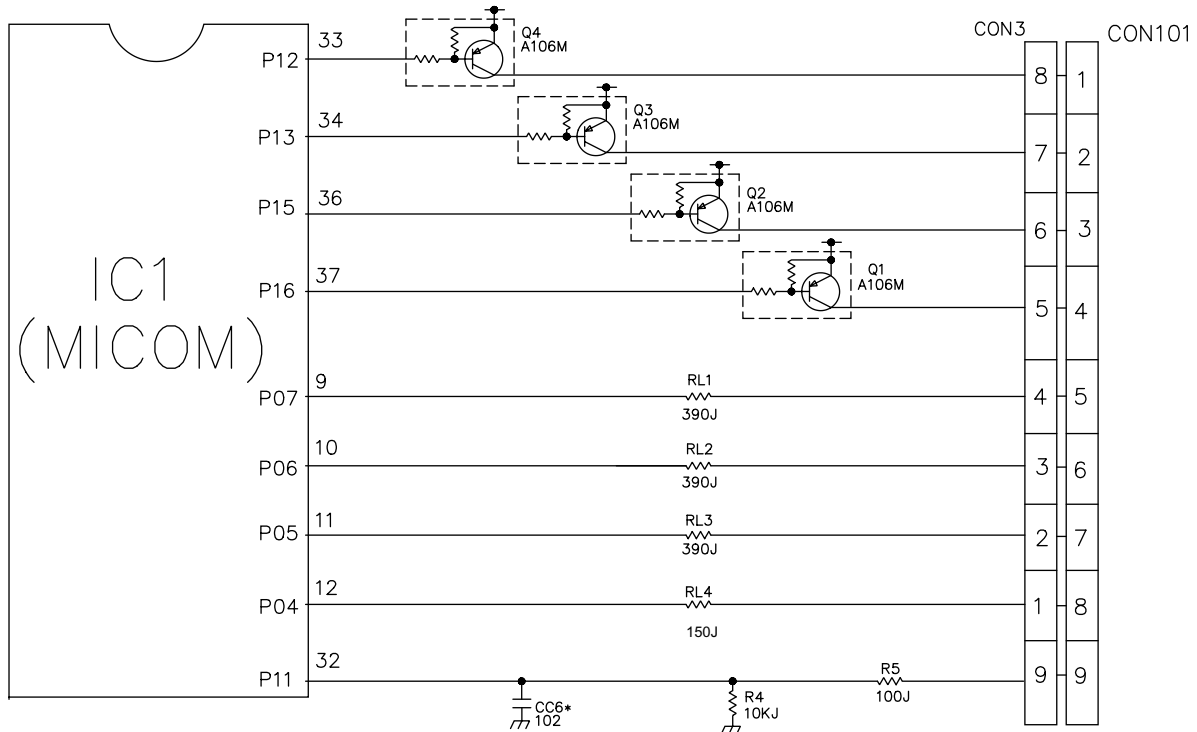 CON3
CON101
Q4
A106M
33
P12
8
1
Q3
A106M
34
P13
7
2
Q2
A106M
36
P15
6
3
Q1
A106M
37
P16
5
4
IC1
(MICOM)
9
P07
RL1
390J
4
5
10
P06
RL2
390J
3
6
11
P05
RL3
390J
2
7
12
P04
RL4
150J
1
8
32
P11
R5
100J
9
9
CC6*
102
R4
10KJ